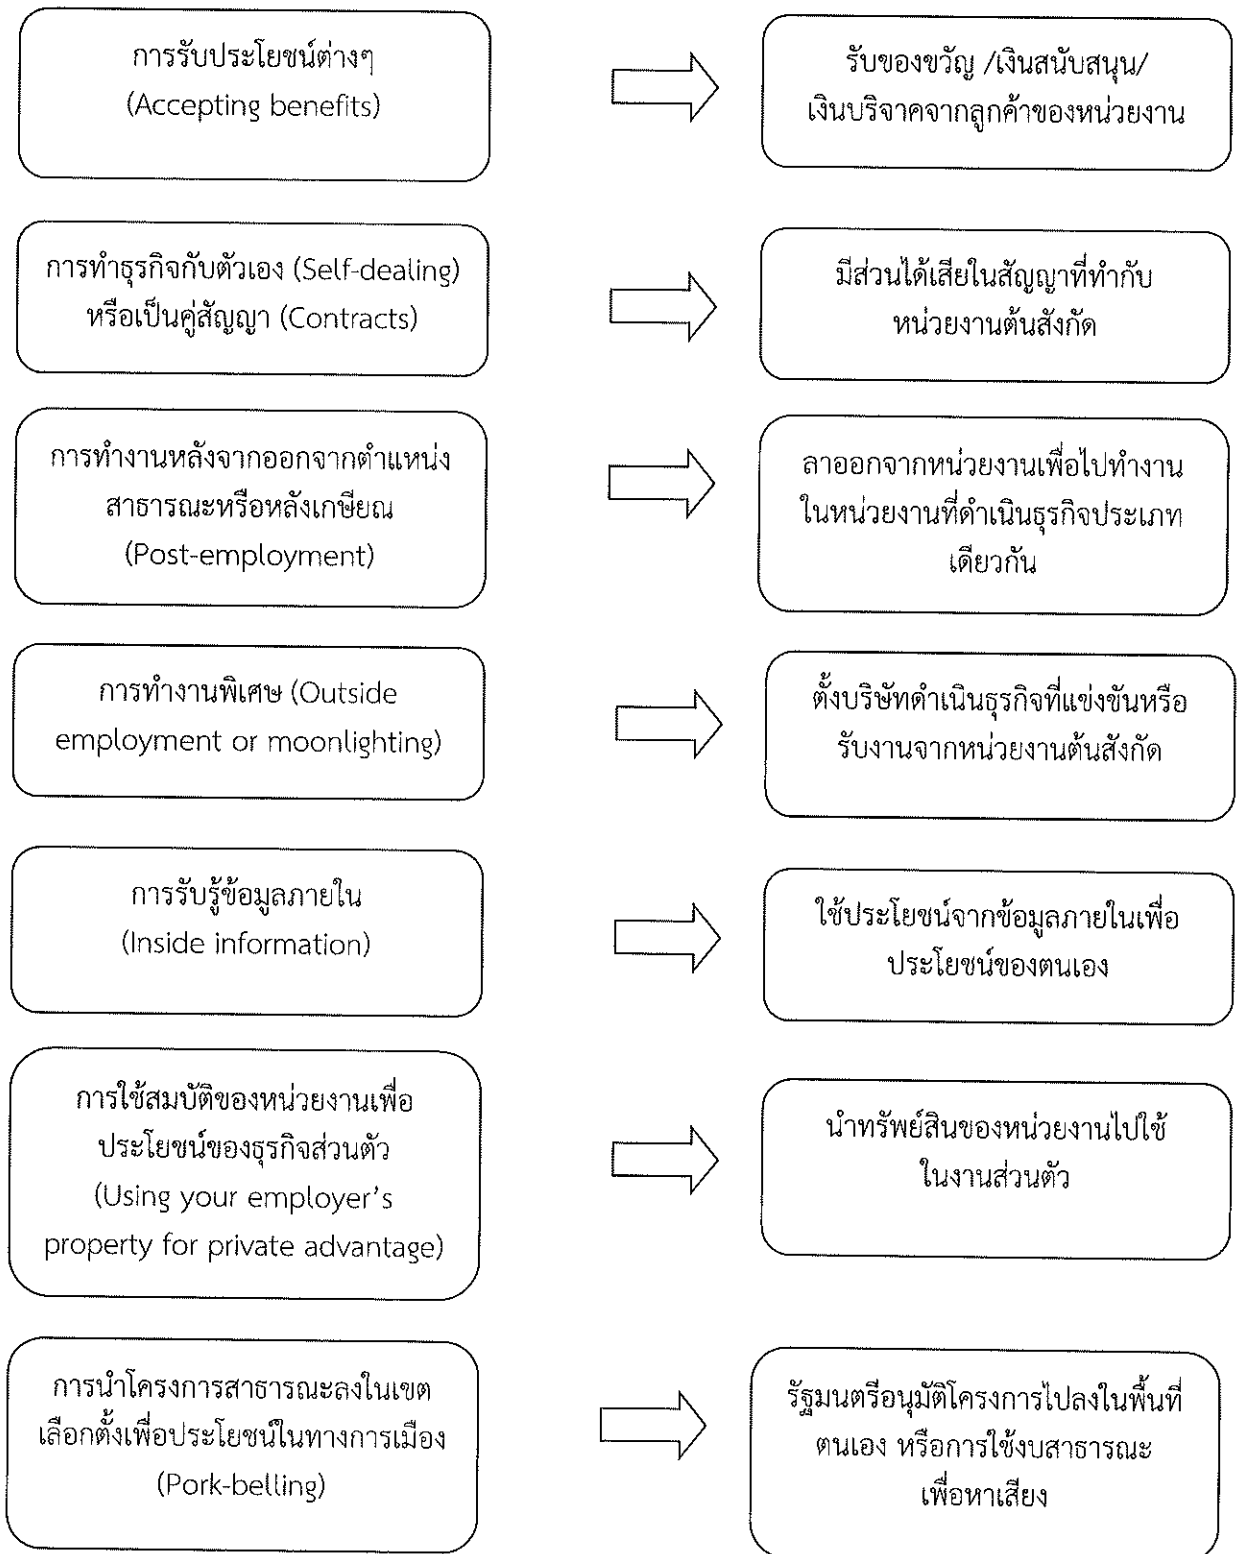 การรับประโยชน์ต่างๆ
(Accepting benefits)
รับของขวัญ /เงินสนับสนุน/
เงินบริจาคจากลูกค้าของหน่วยงาน
การทำธุรกิจกับตัวเอง (Self-dealing)
หรือเป็นคู่สัญญา (Contracts)
มีส่วนได้เสียในสัญญาที่ทำกับ
หน่วยงานต้นสังกัด
การทำงานหลังจากออกจากตำแหน่ง
สาธารณะหรือหลังเกษียณ
(Post-employment)
ลาออกจากหน่วยงานเพื่อไปทำงาน
ในหน่วยงานที่ดำเนินธุรกิจประเภท
เดียวกัน
การทำงานพิเศษ (Outside
employment or moonlighting)
ตั้งบริษัทดำเนินธุรกิจที่แข่งขันหรือ
รับงานจากหน่วยงานต้นสังกัด
การรับรู้ข้อมูลภายใน
(Inside information)
ใช้ประโยชน์จากข้อมูลภายในเพื่อ
ประโยชน์ของตนเอง
การใช้สมบัติของหน่วยงานเพื่อ
ประโยชน์ของธุรกิจส่วนตัว
(Using your employer's
property for private advantage)
นำทรัพย์สินของหน่วยงานไปใช้
ในงานส่วนตัว
การนำโครงการสาธารณะลงในเขต
เลือกตั้งเพื่อประโยชน์ในทางการเมือง
(Pork-belling)
รัฐมนตรีอนุมัติโครงการไปลงในพื้นที่
ตนเอง หรือการใช้งบสาธารณะ
เพื่อหาเสียง